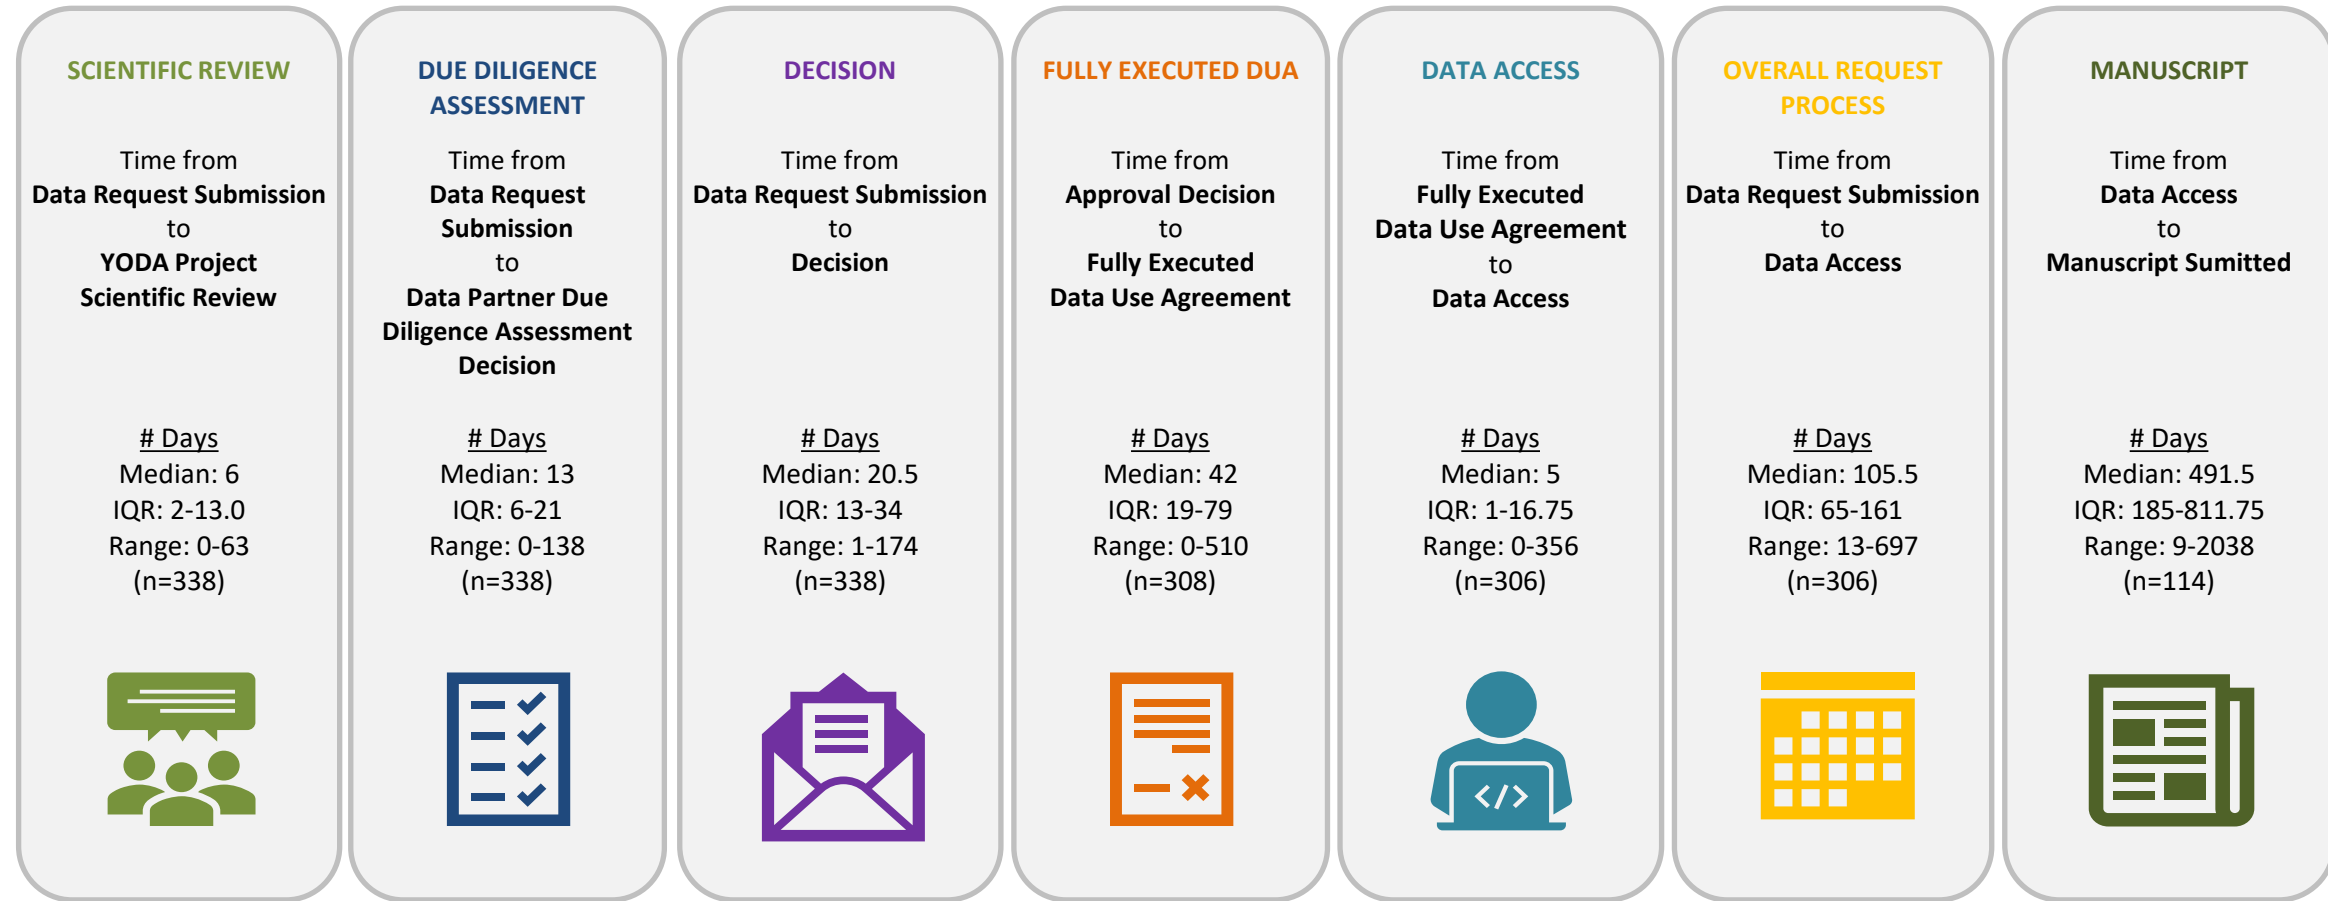 SCIENTIFIC REVIEW
Time from
Data Request Submission
to
YODA Project
Scientific Review
# Days
Median: 6
IQR: 2-13.0
Range: 0-63
(n=338)
DUE DILIGENCE
ASSESSMENT
Time from
Data Request
Submission
to
Data Partner Due
Diligence Assessment
Decision
# Days
Median: 13
IQR: 6-21
Range: 0-138
(n=338)
DECISION
Time from
Data Request Submission
to
Decision
# Days
Median: 20.5
IQR: 13-34
Range: 1-174
(n=338)
FULLY EXECUTED DUA
Time from
Approval Decision
to
Fully Executed
Data Use Agreement
# Days
Median: 42
IQR: 19-79
Range: 0-510
(n=308)
DATA ACCESS
Time from
Fully Executed
Data Use Agreement
to
Data Access
# Days
Median: 5
IQR: 1-16.75
Range: 0-356
(n=306)
</>
OVERALL REQUEST
PROCESS
Time from
Data Request Submission
to
Data Access
# Days
Median: 105.5
IQR: 65-161
Range: 13-697
(n=306)
MANUSCRIPT
Time from
Data Access
to
Manuscript Sumitted
# Days
Median: 491.5
IQR: 185-811.75
Range: 9-2038
(n=114)